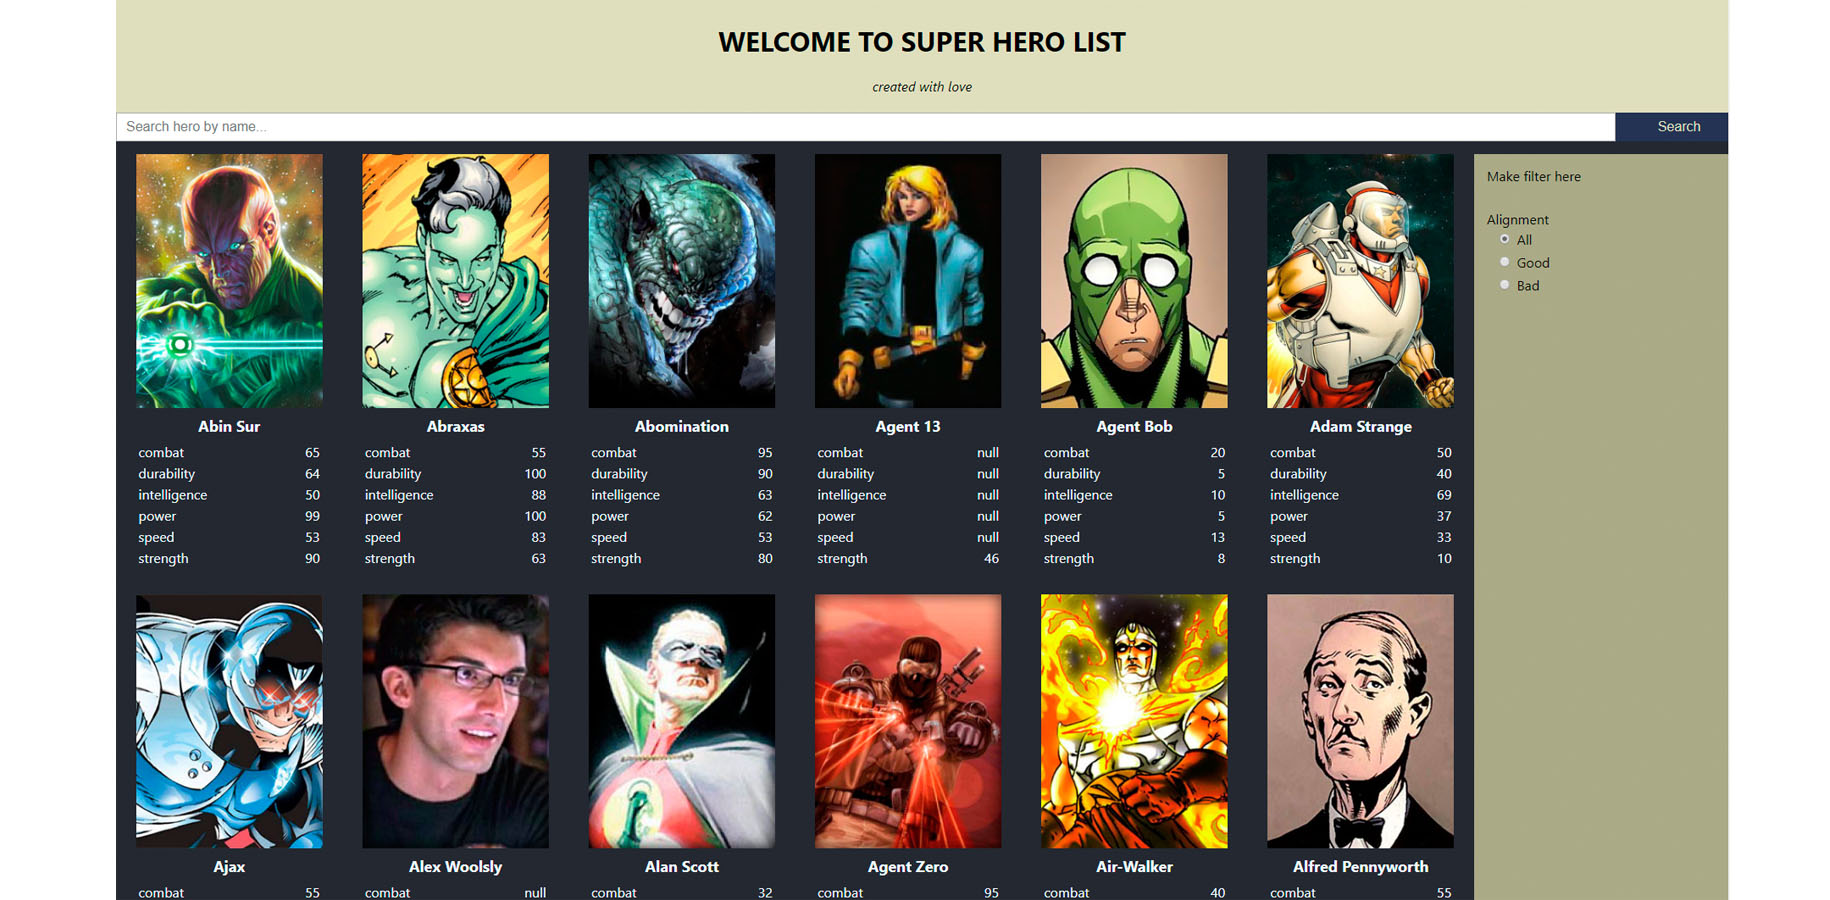 WELCOME TO SUPER HERO LIST
created with love
Search hero by name...
Search
Make filter here
Alignment
All
Good
Bad
Abin Sur
combat 65
durability 64
intelligence 50
power 99
speed 53
strength 90
Abraxas
combat 55
durability 100
intelligence 88
power 100
speed 83
strength 63
Abomination
combat 95
durability 90
intelligence 63
power 62
speed 53
strength 80
Agent 13
combat null
durability null
intelligence null
power null
speed null
strength 46
Agent Bob
combat 20
durability 5
intelligence 10
power 5
speed 13
strength 8
Adam Strange
combat 50
durability 40
intelligence 69
power 37
speed 33
strength 10
Ajax
combat 55
Alex Woolsly
combat null
Alan Scott
combat 32
Agent Zero
combat 95
Air-Walker
combat 40
Alfred Pennyworth
combat 55